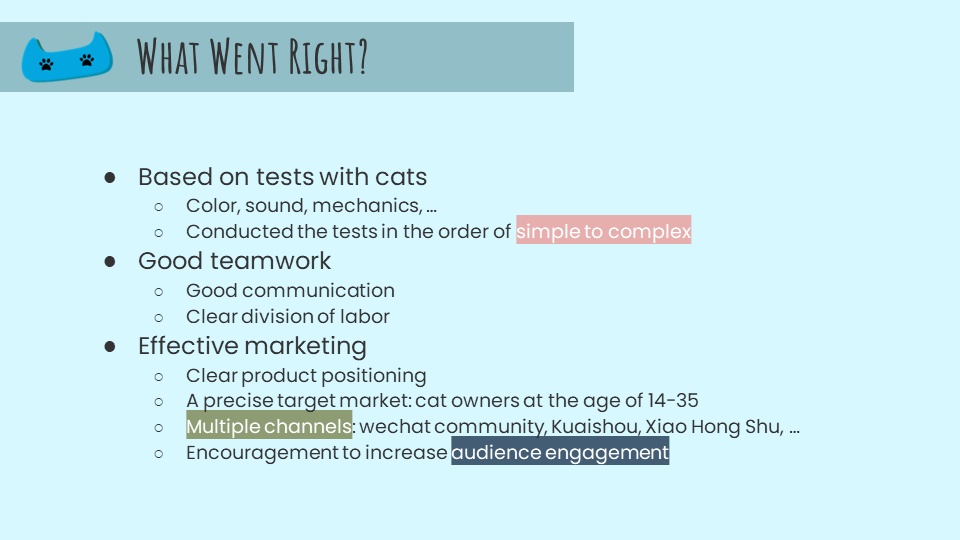 What Went Right?
● Based on tests with cats
○ Color, sound, mechanics, ...
○ Conducted the tests in the order of simple to complex
● Good teamwork
○ Good communication
○ Clear division of labor
● Effective marketing
○ Clear product positioning
○ A precise target market: cat owners at the age of 14-35
○ Multiple channels: wechat community, Kuaishou, Xiao Hong Shu, ...
○ Encouragement to increase audience engagement